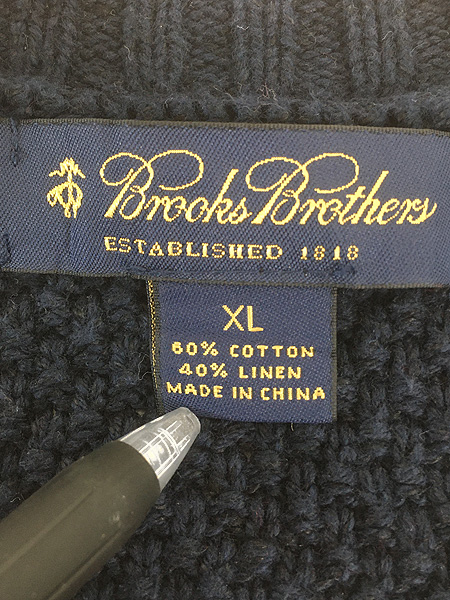 Brooks Brothers
ESTABLISHED 1818
XL
60% COTTON
40% LINEN
MADE IN CHINA